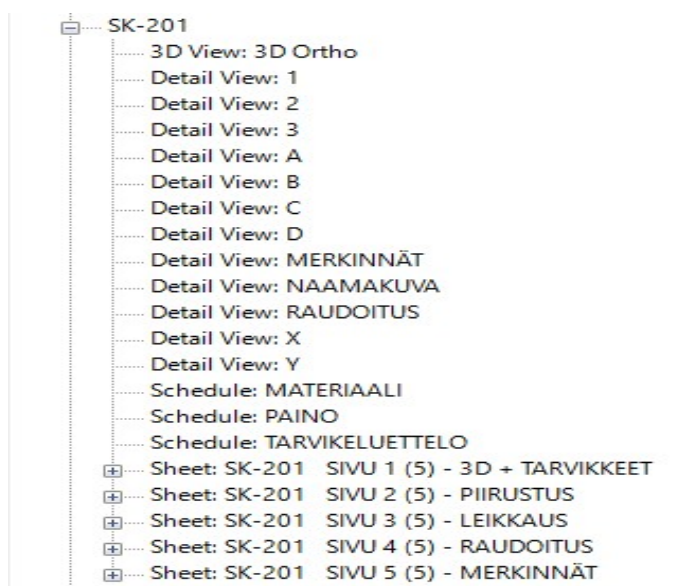 SK-201
3D View: 3D Ortho
Detail View: 1
Detail View: 2
Detail View: 3
Detail View: A
Detail View: B
Detail View: C
Detail View: D
Detail View: MERKINNÄT
Detail View: NAAMAKUVA
Detail View: RAUDOITUS
Detail View: X
Detail View: Y
Schedule: MATERIAALI
Schedule: PAINO
Schedule: TARVIKELUETTELO
Sheet: SK-201 SIVU 1 (5) - 3D + TARVIKKEET
Sheet: SK-201 SIVU 2 (5) - PIIRUSTUS
Sheet: SK-201 SIVU 3 (5) - LEIKKAUS
Sheet: SK-201 SIVU 4 (5) - RAUDOITUS
Sheet: SK-201 SIVU 5 (5) - MERKINNÄT